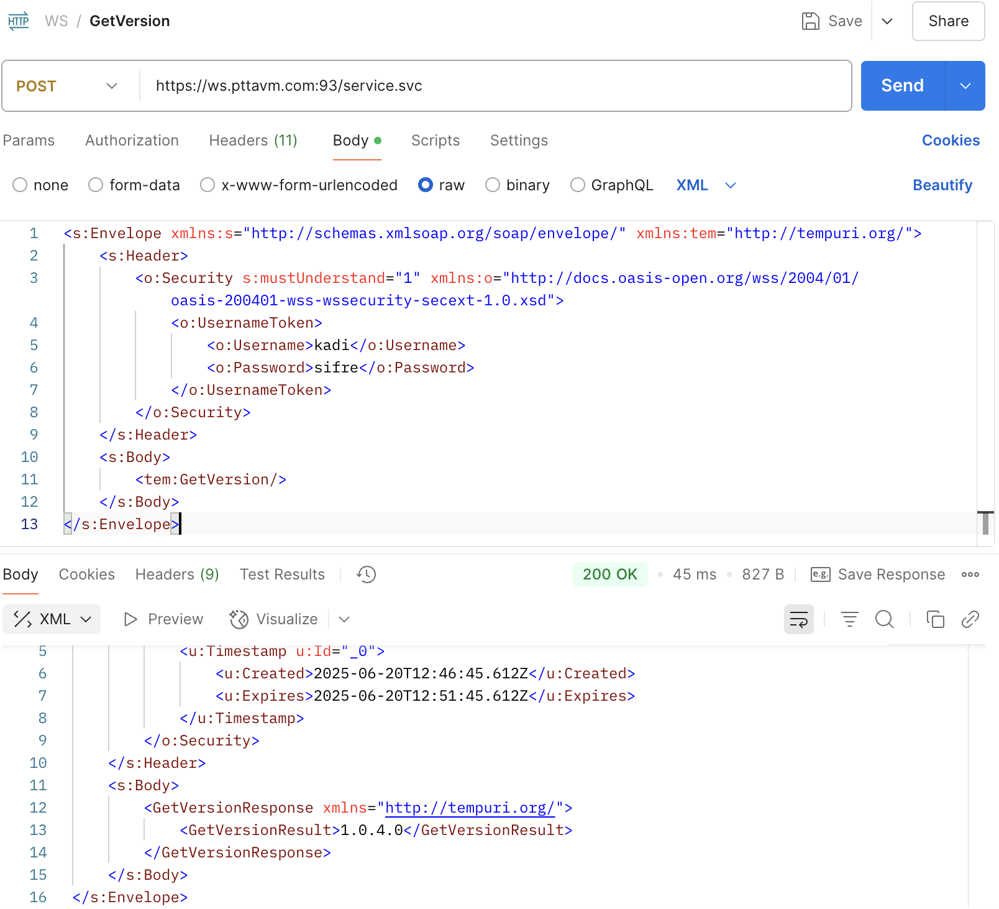 HTTP WS / GetVersion Save Share
POST https://ws.pttavm.com:93/service.svc Send
Params Authorization Headers (11) Body Scripts Settings Cookies
none form-data x-www-form-urlencoded raw binary GraphQL XML Beautify
1 <s:Envelope xmlns:s="http://schemas.xmlsoap.org/soap/envelope/" xmlns:tem="http://tempuri.org/">
2 <s:Header>
3 <o:Security s:mustUnderstand="1" xmlns:o="http://docs.oasis-open.org/wss/2004/01/
oasis-200401-wss-wssecurity-secext-1.0.xsd">
4 <o:UsernameToken>
5 <o:Username>kadi</o:Username>
6 <o:Password>sifre</o:Password>
7 </o:UsernameToken>
8 </o:Security>
9 </s:Header>
10 <s:Body>
11 <tem:GetVersion/>
12 </s:Body>
13 </s:Envelope>
Body Cookies Headers (9) Test Results 200 OK 45 ms 827 B e.g. Save Response
XML Preview Visualize
5 <u:Timestamp u:Id="_0">
6 <u:Created>2025-06-20T12:46:45.612Z</u:Created>
7 <u:Expires>2025-06-20T12:51:45.612Z</u:Expires>
8 </u:Timestamp>
9 </o:Security>
10 </s:Header>
11 <s:Body>
12 <GetVersionResponse xmlns="http://tempuri.org/">
13 <GetVersionResult>1.0.4.0</GetVersionResult>
14 </GetVersionResponse>
15 </s:Body>
16 </s:Envelope>